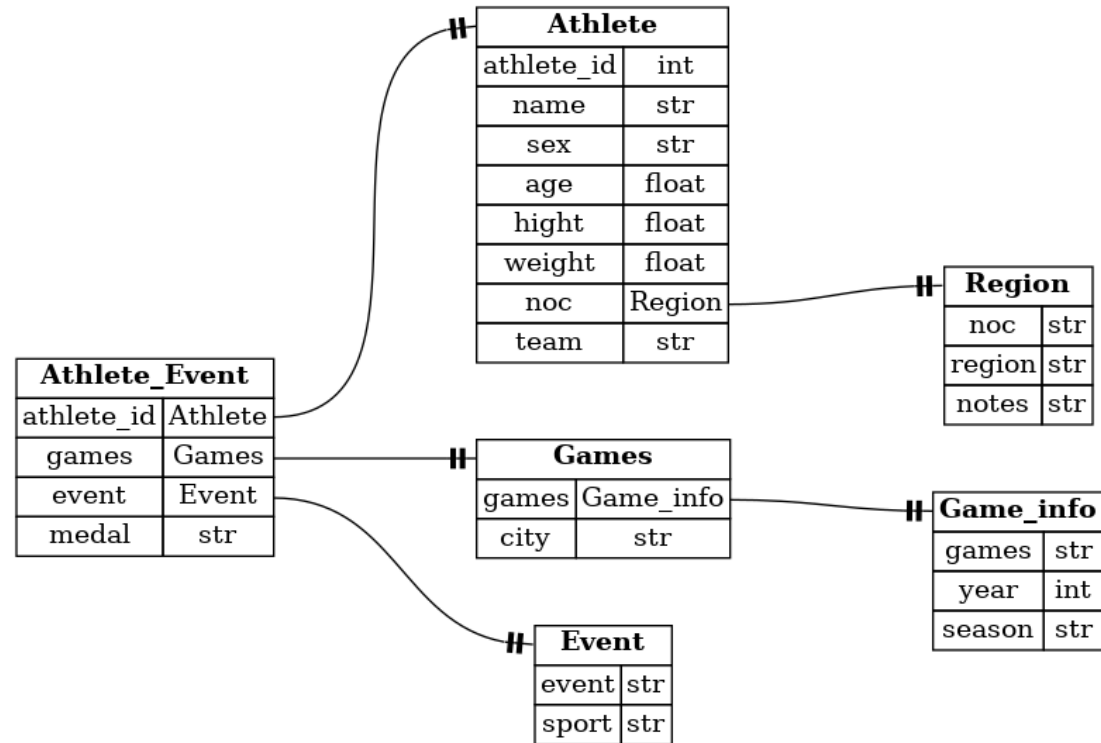 Athlete
athlete_id int
name str
sex str
age float
hight float
weight float
noc Region
team str
Region
noc str
region str
notes str
Athlete_Event
athlete_id Athlete
games Games
event Event
medal str
Games
games Game_info
city str
Game_info
games str
year int
season str
Event
event str
sport str